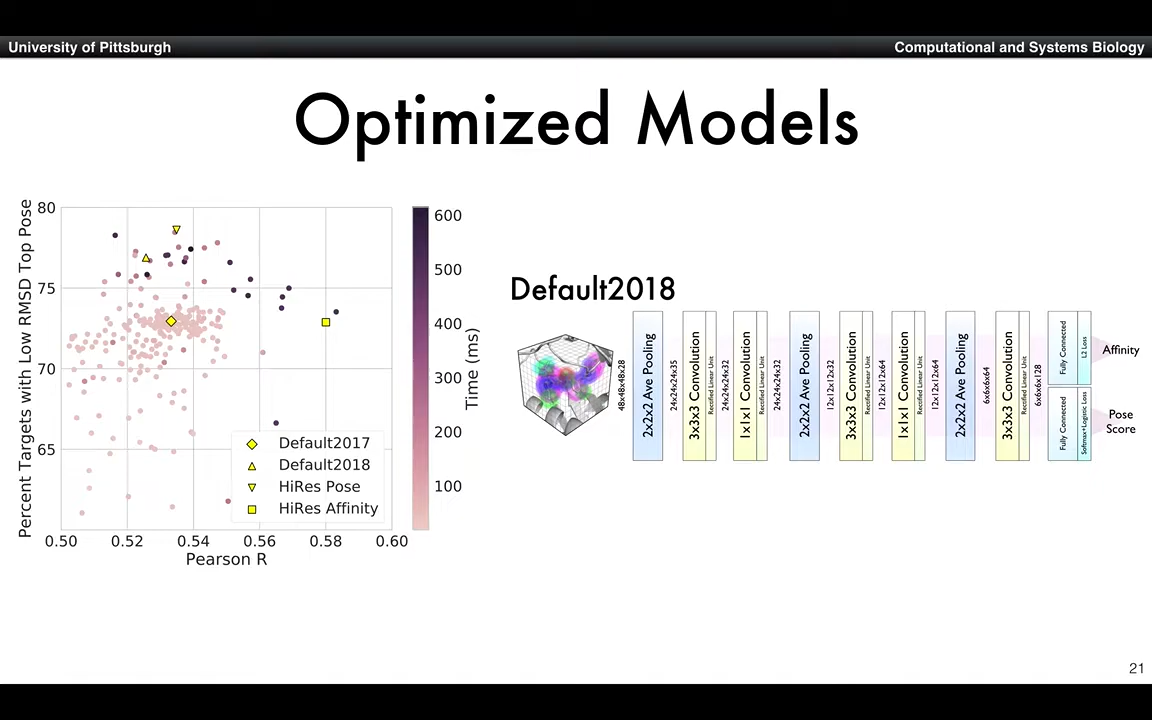 University of Pittsburgh
Computational and Systems Biology
Optimized Models
Percent Targets with Low RMSD Top Pose
80
75
70
65
0.50 0.52 0.54 0.56 0.58 0.60
Pearson R
Default2017
Default2018
HiRes Pose
HiRes Affinity
600
500
400
300
200
100
Time (ms)
Default2018
48x48x48x28
2x2x2 Ave Pooling
24x24x24x35
3x3x3 Convolution
Rectified Linear Unit
24x24x24x32
1x1x1 Convolution
Rectified Linear Unit
24x24x24x32
2x2x2 Ave Pooling
12x12x12x32
3x3x3 Convolution
Rectified Linear Unit
12x12x12x64
1x1x1 Convolution
Rectified Linear Unit
12x12x12x64
2x2x2 Ave Pooling
6x6x6x64
3x3x3 Convolution
Rectified Linear Unit
6x6x6x128
Fully Connected
L2 Loss
Affinity
Fully Connected
Softmax+Logistic Loss
Pose
Score
21